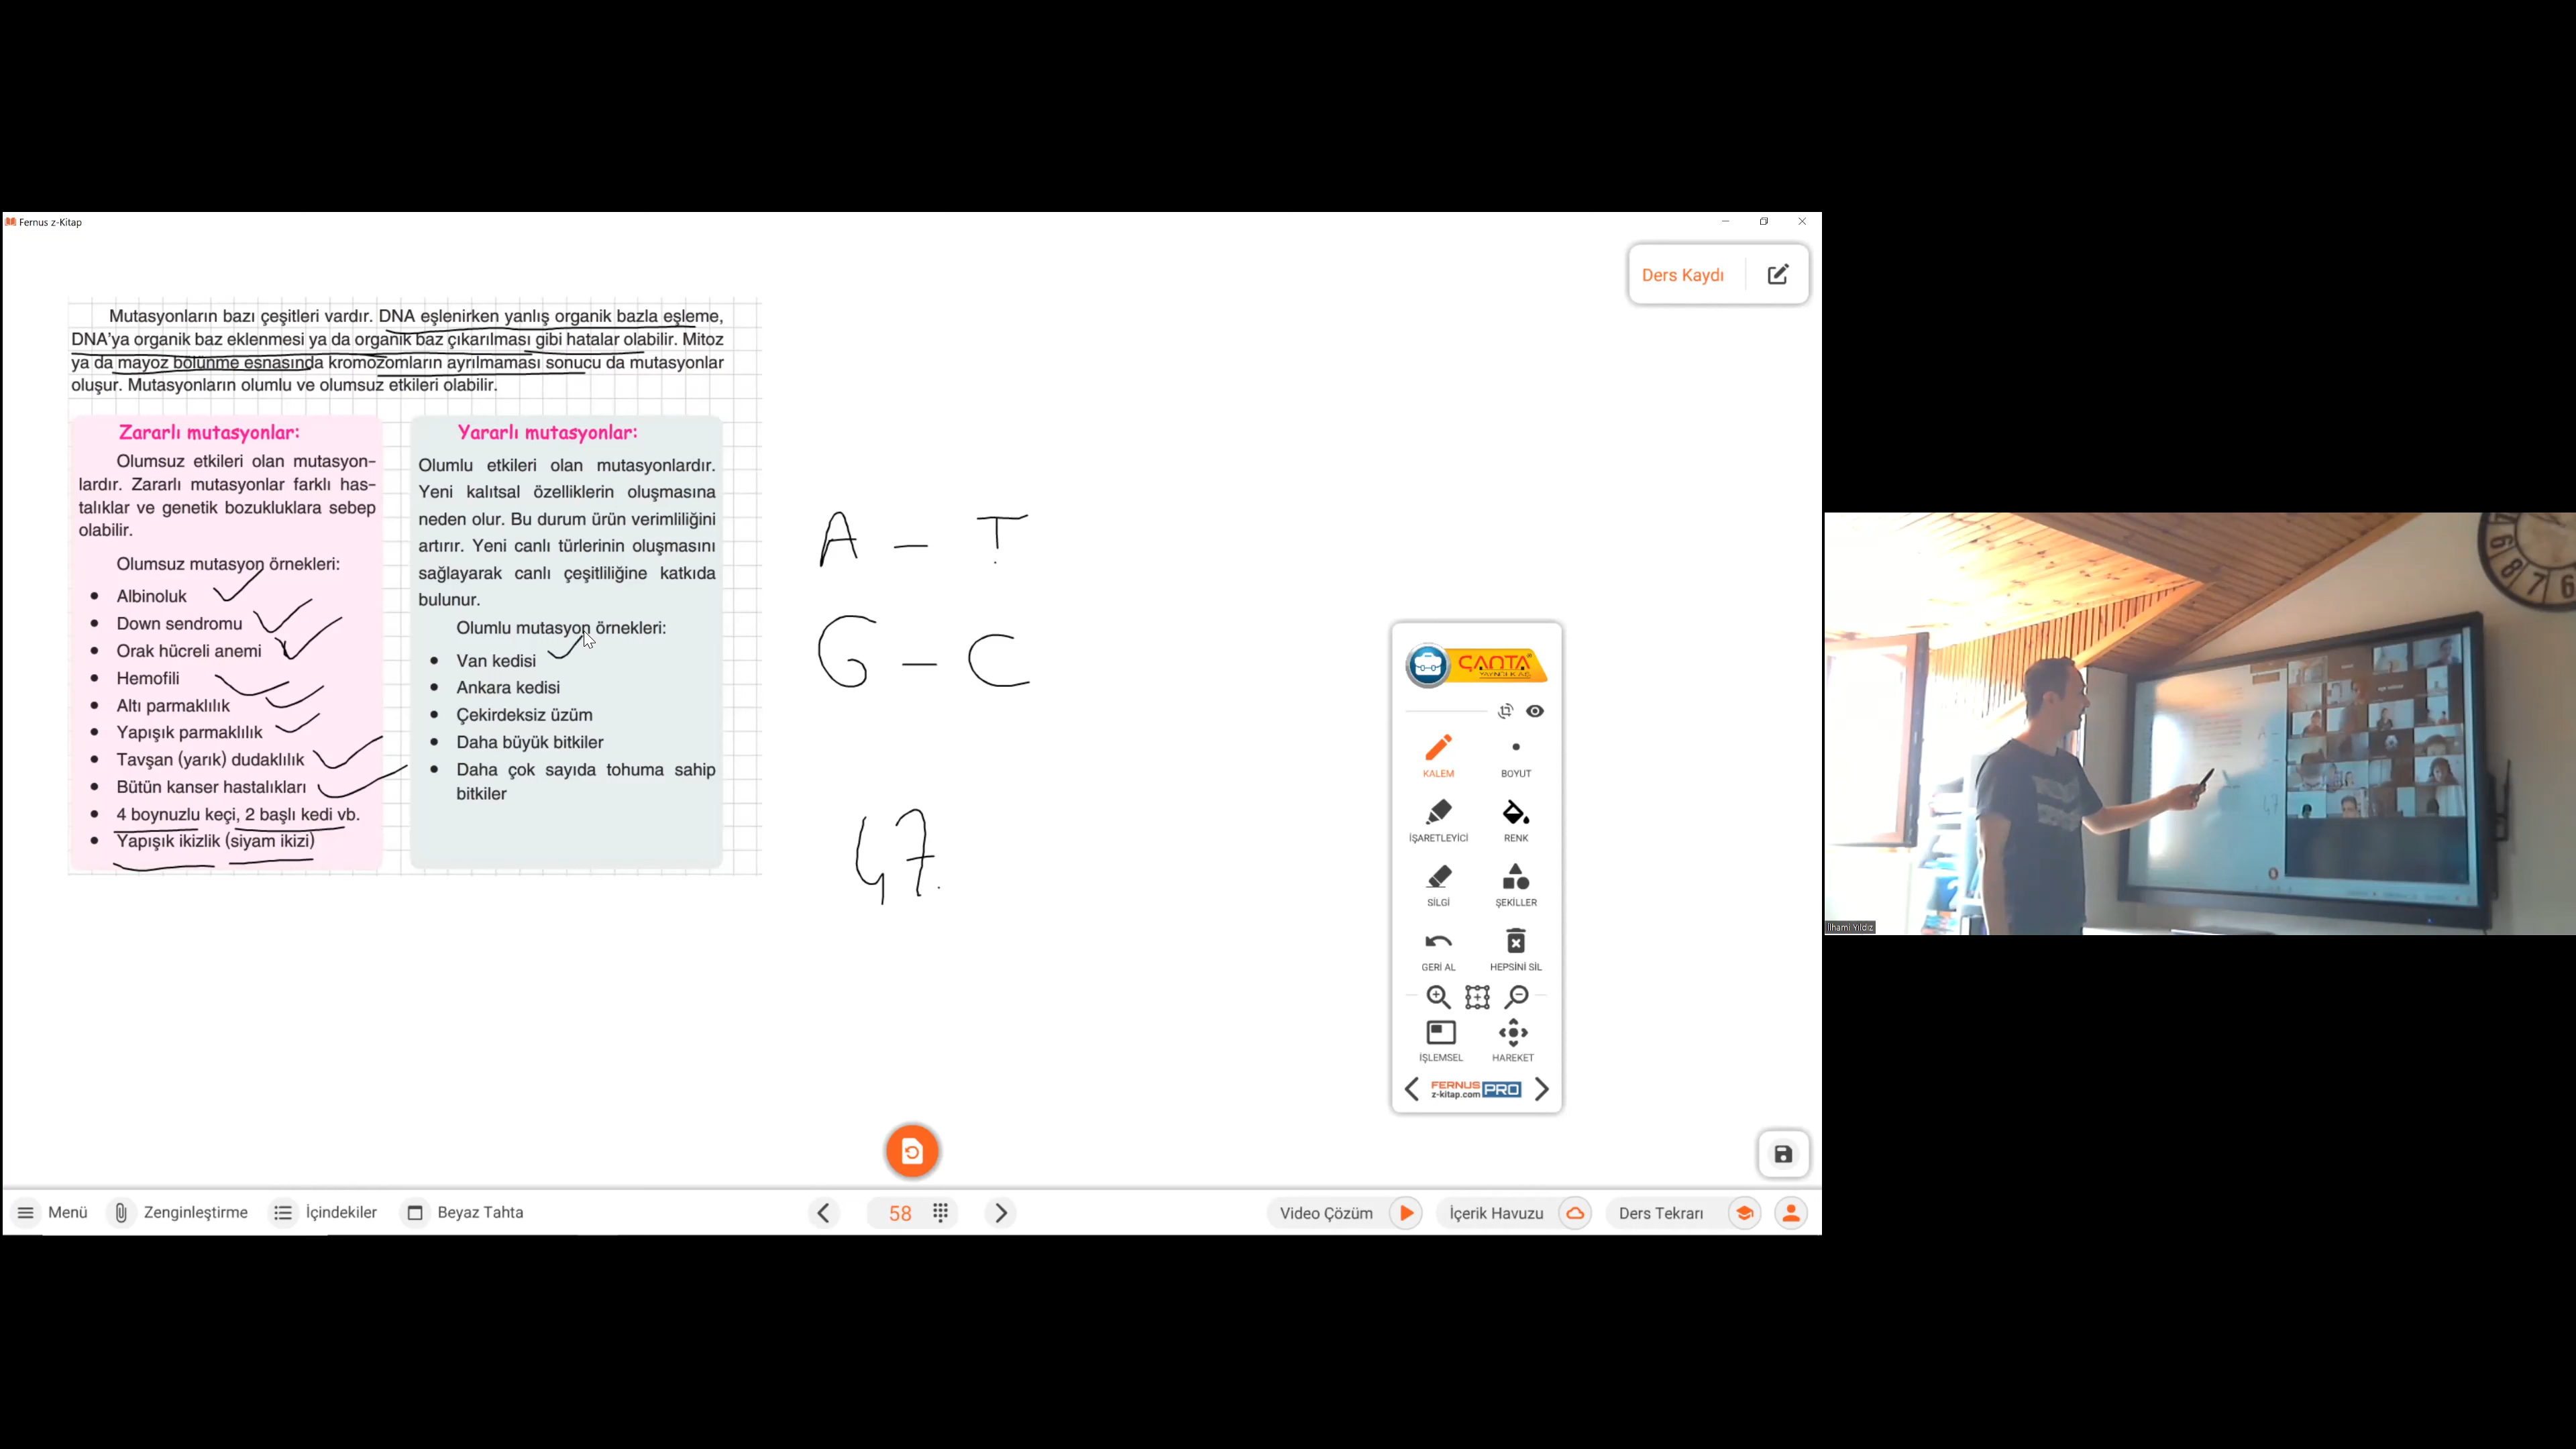 Fernus z-Kitap
Ders Kaydı
Mutasyonların bazı çeşitleri vardır. DNA eşlenirken yanlış organik bazla eşleme,
DNA'ya organik baz eklenmesi ya da organik baz çıkarılması gibi hatalar olabilir. Mitoz
ya da mayoz bölünme esnasında kromozomların ayrılmaması sonucu da mutasyonlar
oluşur. Mutasyonların olumlu ve olumsuz etkileri olabilir.
Zararlı mutasyonlar:
Olumsuz etkileri olan mutasyon-
lardır. Zararlı mutasyonlar farklı has-
talıklar ve genetik bozukluklara sebep
olabilir.
Olumsuz mutasyon örnekleri:
• Albinoluk
• Down sendromu
• Orak hücreli anemi
• Hemofili
• Altı parmaklılık
• Yapışık parmaklılık
• Tavşan (yarık) dudaklılık
• Bütün kanser hastalıkları
• 4 boynuzlu keçi, 2 başlı kedi vb.
• Yapışık ikizlik (siyam ikizi)
Yararlı mutasyonlar:
Olumlu etkileri olan mutasyonlardır.
Yeni kalıtsal özelliklerin oluşmasına
neden olur. Bu durum ürün verimliliğini
artırır. Yeni canlı türlerinin oluşmasını
sağlayarak canlı çeşitliliğine katkıda
bulunur.
Olumlu mutasyon örnekleri:
• Van kedisi
• Ankara kedisi
• Çekirdeksiz üzüm
• Daha büyük bitkiler
• Daha çok sayıda tohuma sahip
bitkiler
A – T
G – C
47
ÇANTA
YAYINCILIK AŞ.
KALEM BOYUT
İŞARETLEYİCİ RENK
SİLGİ ŞEKİLLER
GERİ AL HEPSİNİ SİL
İŞLEMSEL HAREKET
FERNUS PRO
z-kitap.com
İlhami Yıldız
Menü Zenginleştirme İçindekiler Beyaz Tahta 58 Video Çözüm İçerik Havuzu Ders Tekrarı